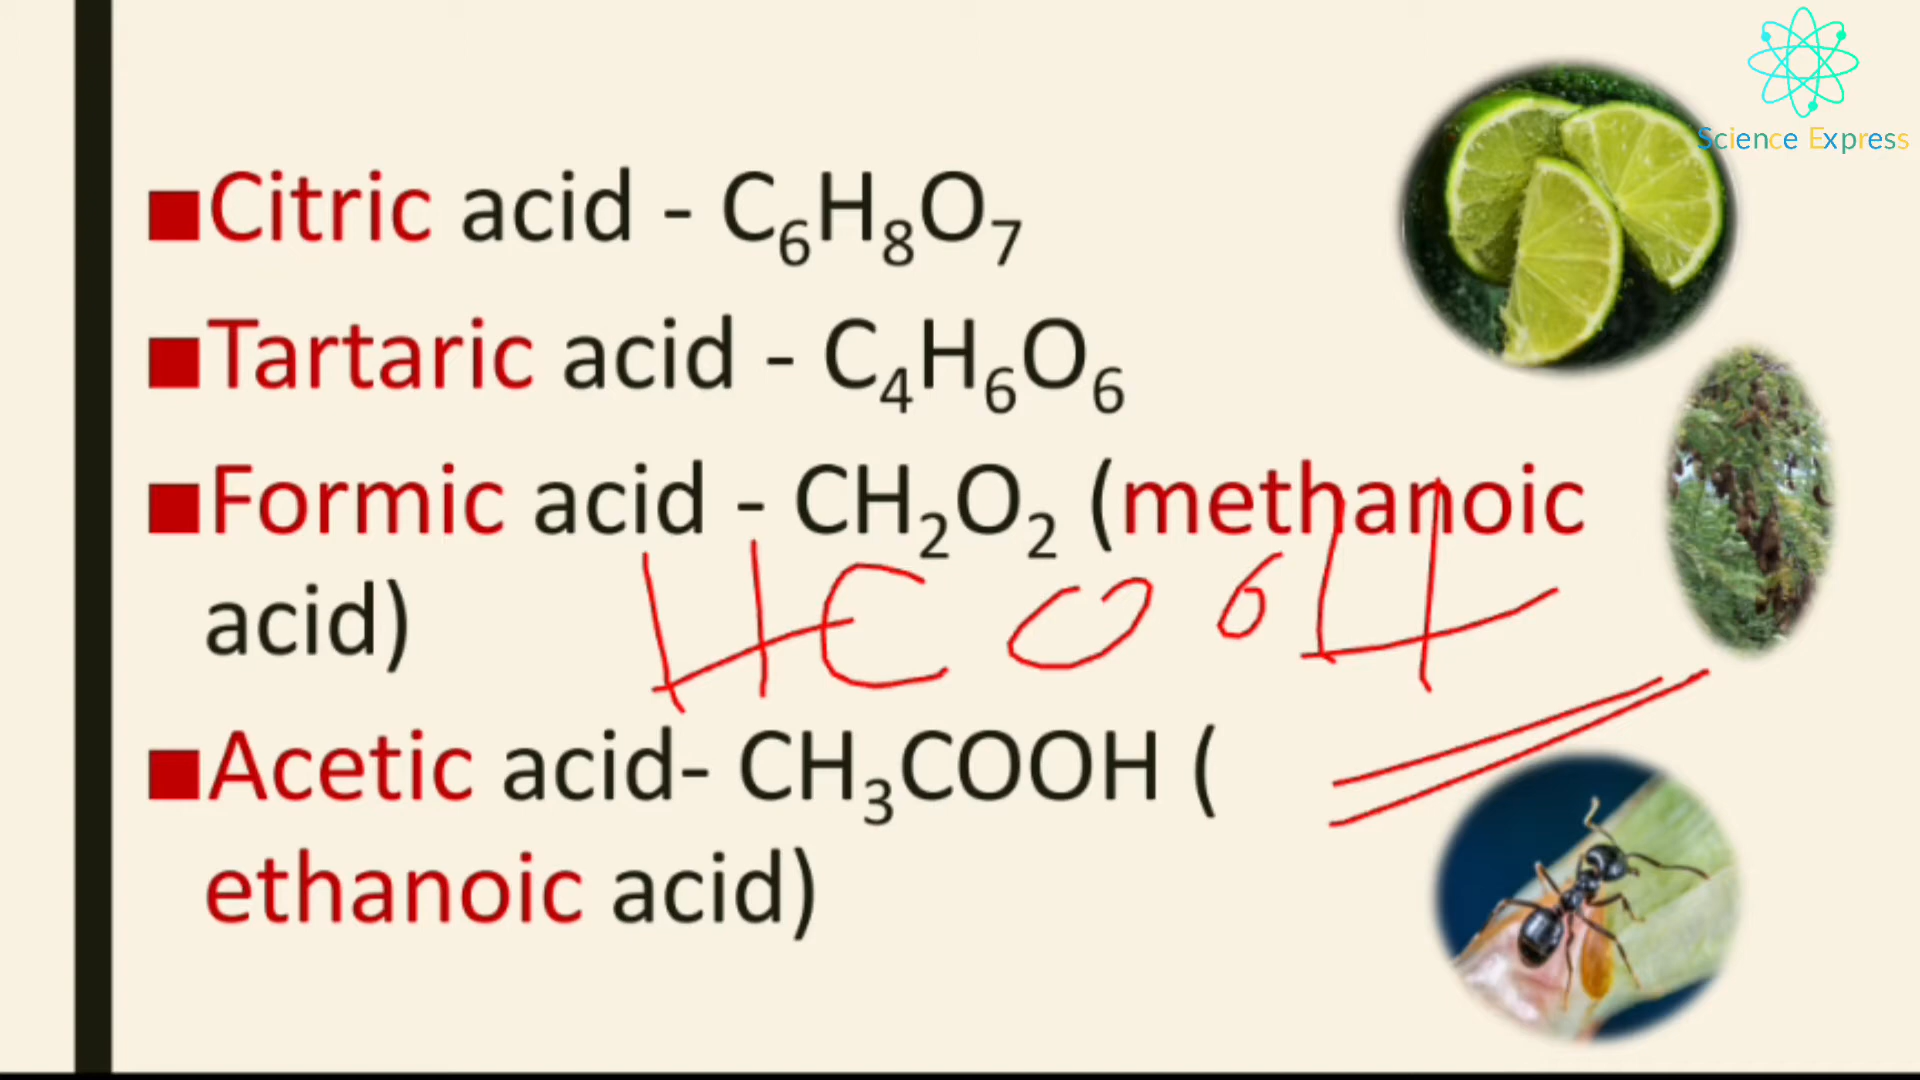 Science Express
Citric acid - C₆H₈O₇
Tartaric acid - C₄H₆O₆
Formic acid - CH₂O₂ (methanoic
acid)
HCOOH
Acetic acid- CH₃COOH (
ethanoic acid)